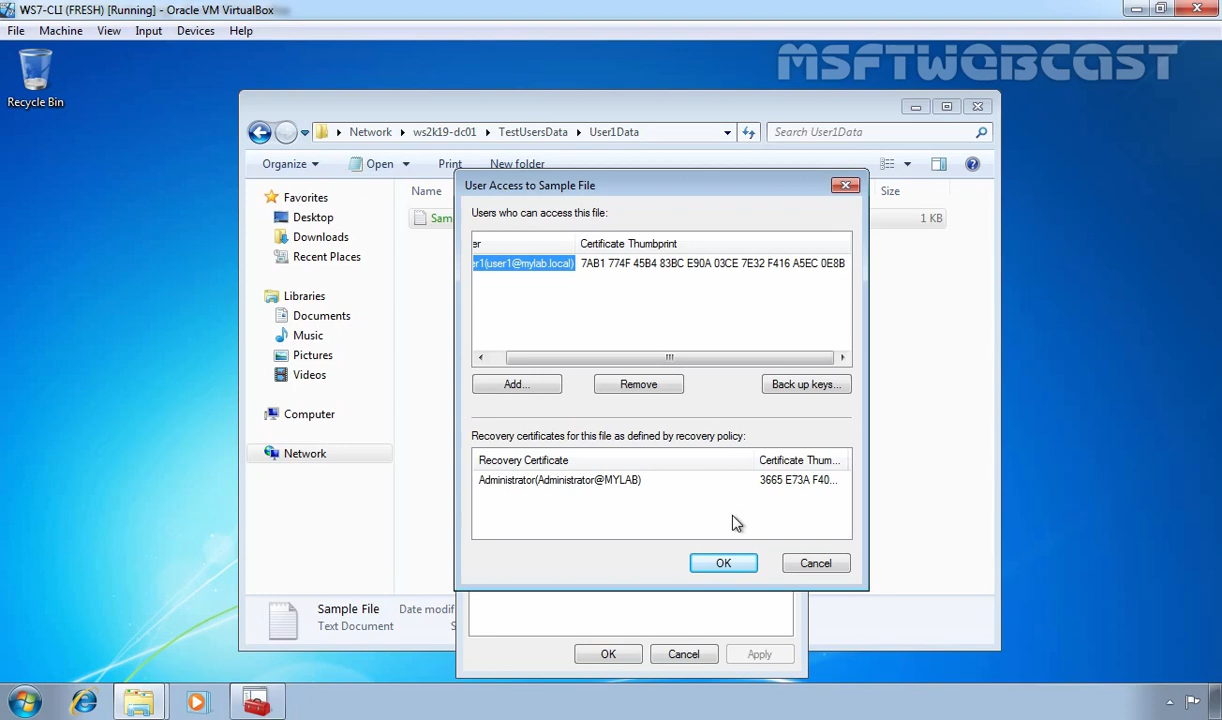 WS7-CLI (FRESH) [Running] - Oracle VM VirtualBox
File Machine View Input Devices Help
MSFTWEBCAST
Recycle Bin
Network ws2k19-dc01 TestUsersData User1Data Search User1Data
Organize Open Print New folder
Favorites
Desktop
Downloads
Recent Places
Libraries
Documents
Music
Pictures
Videos
Computer
Network
Name Size
Sam 1 KB
User Access to Sample File
Users who can access this file:
er Certificate Thumbprint
er1(user1@mylab.local) 7AB1 774F 45B4 83BC E90A 03CE 7E32 F416 A5EC 0E8B
Add... Remove Back up keys...
Recovery certificates for this file as defined by recovery policy:
Recovery Certificate Certificate Thum...
Administrator(Administrator@MYLAB) 3665 E73A F40...
OK Cancel
Sample File Date modif
Text Document S
OK Cancel Apply